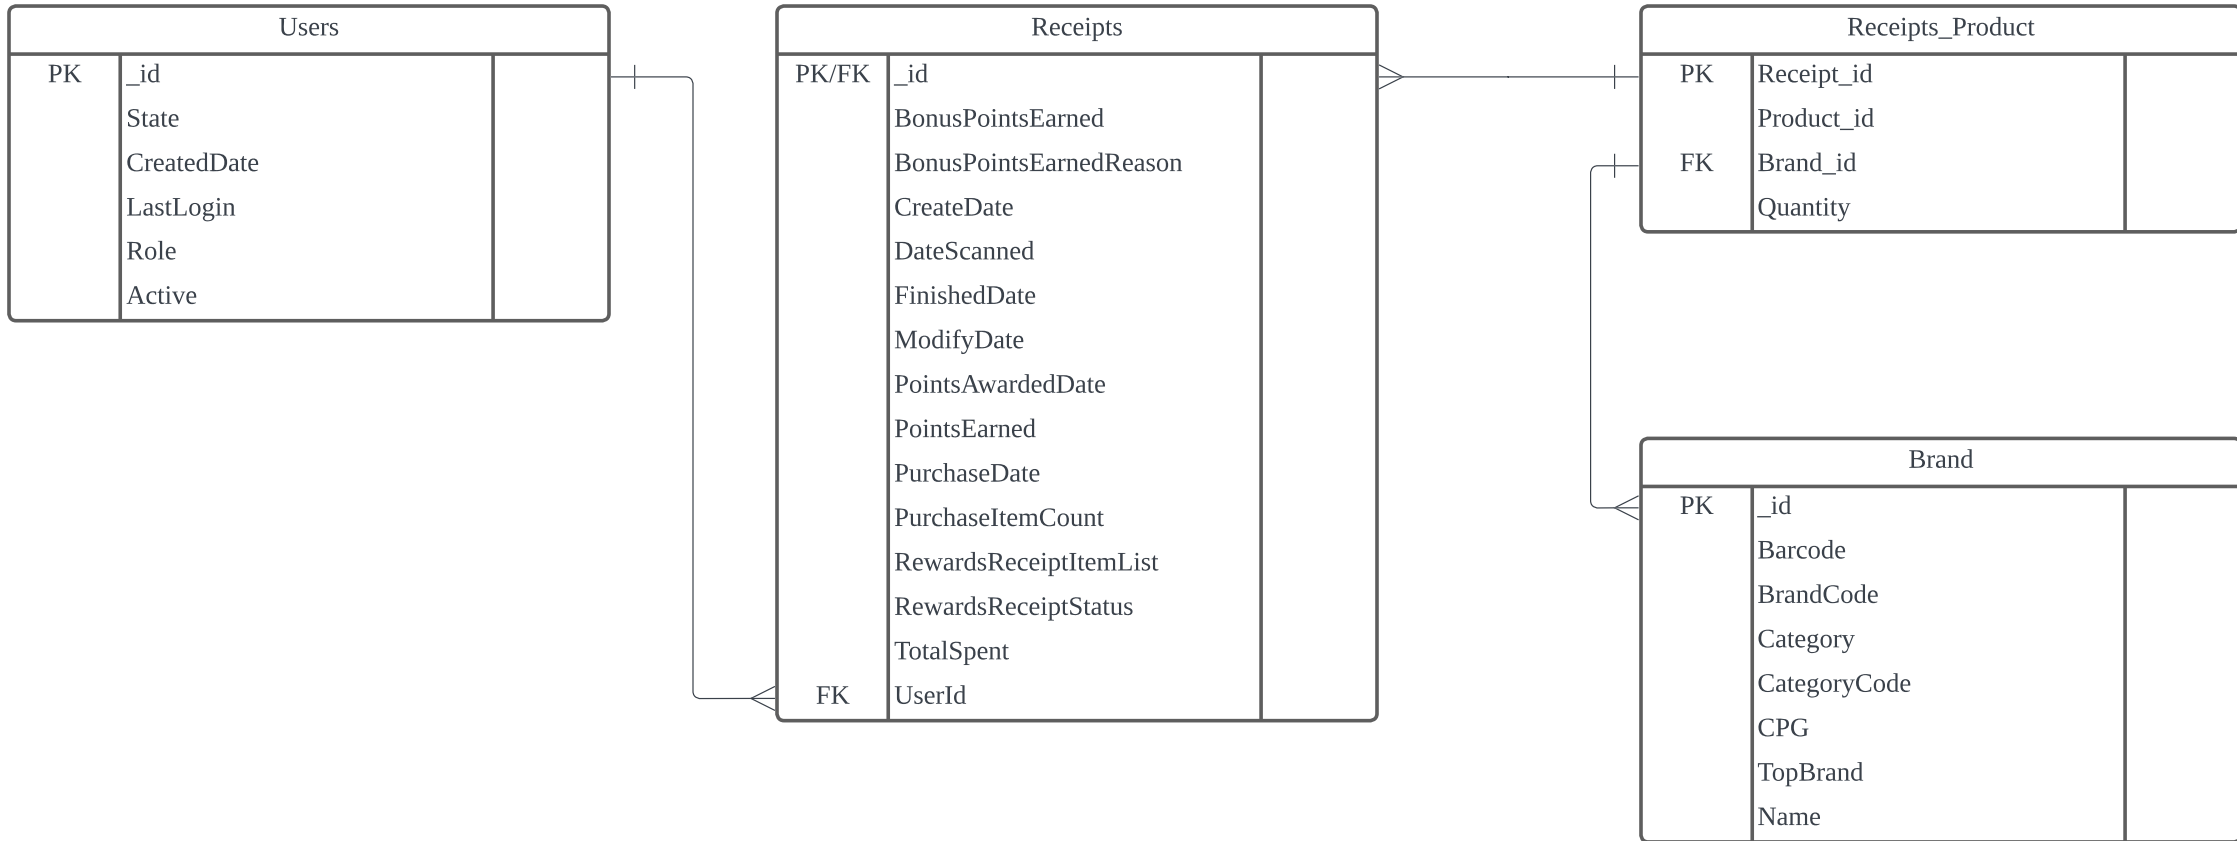 Users
PK _id
State
CreatedDate
LastLogin
Role
Active
Receipts
PK/FK _id
BonusPointsEarned
BonusPointsEarnedReason
CreateDate
DateScanned
FinishedDate
ModifyDate
PointsAwardedDate
PointsEarned
PurchaseDate
PurchaseItemCount
RewardsReceiptItemList
RewardsReceiptStatus
TotalSpent
FK UserId
Receipts_Product
PK Receipt_id
Product_id
FK Brand_id
Quantity
Brand
PK _id
Barcode
BrandCode
Category
CategoryCode
CPG
TopBrand
Name